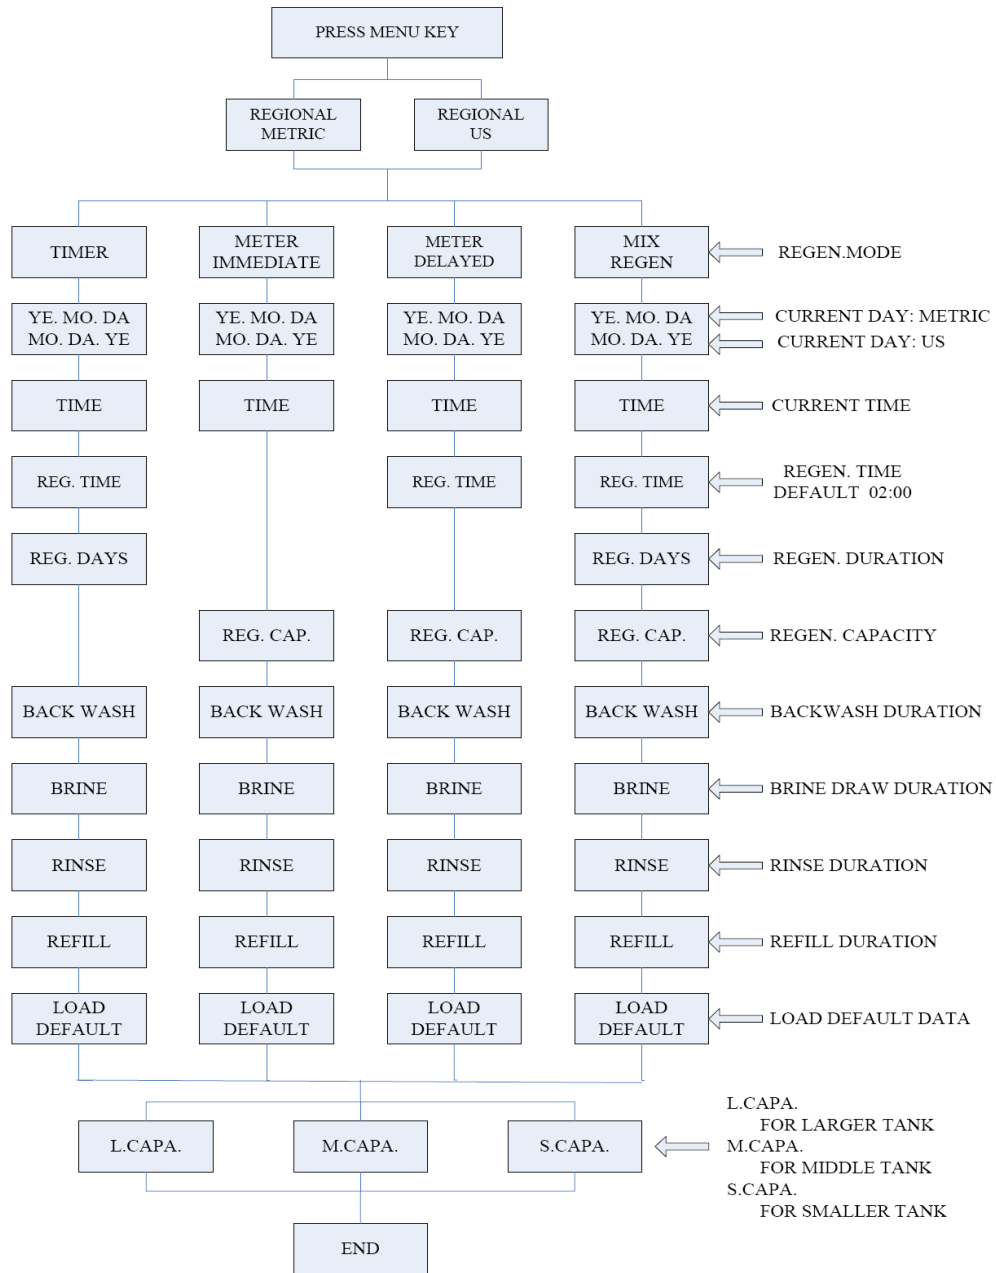 PRESS MENU KEY
REGIONAL
METRIC
REGIONAL
US
TIMER
METER
IMMEDIATE
METER
DELAYED
MIX
REGEN
REGEN.MODE
YE. MO. DA
MO. DA. YE
YE. MO. DA
MO. DA. YE
YE. MO. DA
MO. DA. YE
YE. MO. DA
MO. DA. YE
CURRENT DAY: METRIC
CURRENT DAY: US
TIME
TIME
TIME
TIME
CURRENT TIME
REG. TIME
REG. TIME
REG. TIME
REGEN. TIME
DEFAULT 02:00
REG. DAYS
REG. DAYS
REGEN. DURATION
REG. CAP.
REG. CAP.
REG. CAP.
REGEN. CAPACITY
BACK WASH
BACK WASH
BACK WASH
BACK WASH
BACKWASH DURATION
BRINE
BRINE
BRINE
BRINE
BRINE DRAW DURATION
RINSE
RINSE
RINSE
RINSE
RINSE DURATION
REFILL
REFILL
REFILL
REFILL
REFILL DURATION
LOAD
DEFAULT
LOAD
DEFAULT
LOAD
DEFAULT
LOAD
DEFAULT
LOAD DEFAULT DATA
L.CAPA.
M.CAPA.
S.CAPA.
L.CAPA.
FOR LARGER TANK
M.CAPA.
FOR MIDDLE TANK
S.CAPA.
FOR SMALLER TANK
END